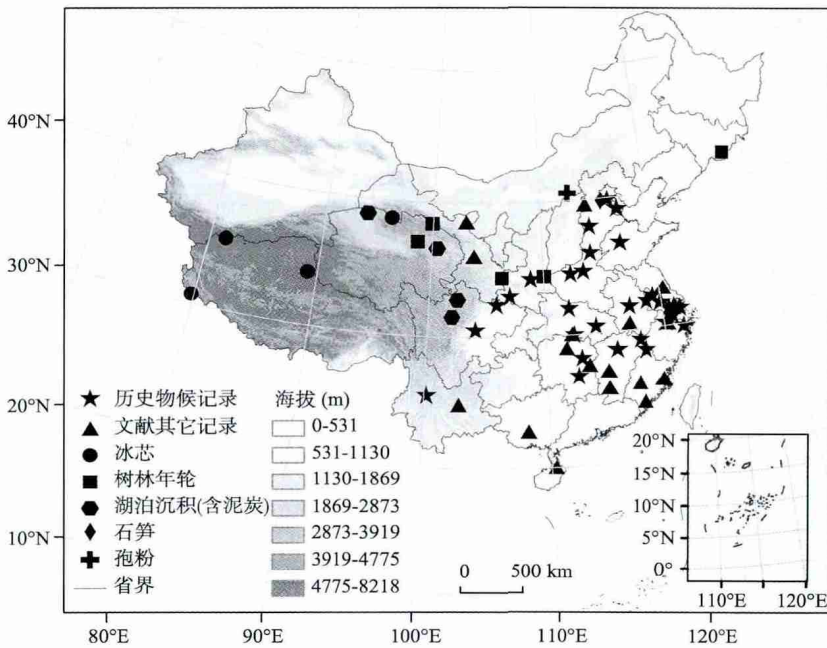 40°N
30°N
20°N
10°N
历史物候记录
文献其它记录
冰芯
树林年轮
湖泊沉积(含泥炭)
石笋
孢粉
省界
海拔 (m)
0-531
531-1130
1130-1869
1869-2873
2873-3919
3919-4775
4775-8218
0 500 km
20°N
15°N
10°N
5°N
0°
110°E 120°E
80°E 90°E 100°E 110°E 120°E